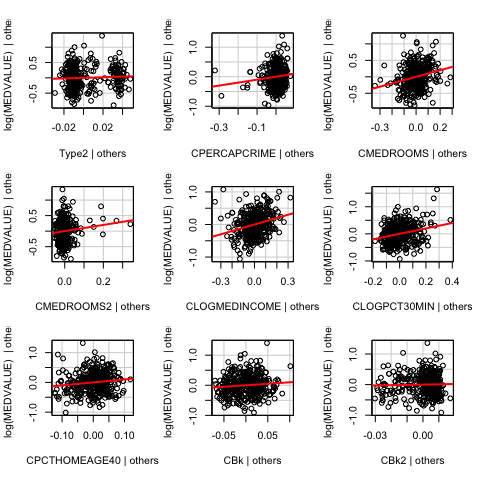 log(MEDVALUE) | othe
0.5
-0.5
-0.02 0.02
Type2 | others
log(MEDVALUE) | othe
1.0
0.0
-1.0
-0.3 -0.1
CPERCAPCRIME | others
log(MEDVALUE) | othe
0.5
-0.5
-0.3 0.0 0.2
CMEDROOMS | others
log(MEDVALUE) | othe
0.5
-0.5
0.0 0.2
CMEDROOMS2 | others
log(MEDVALUE) | othe
1.0
0.0
-1.0
-0.3 0.0 0.3
CLOGMEDINCOME | others
log(MEDVALUE) | othe
1.0
0.0
-1.0
-0.2 0.0 0.2 0.4
CLOGPCT30MIN | others
log(MEDVALUE) | othe
1.0
0.0
-1.0
-0.10 0.00 0.10
CPCTHOMEAGE40 | others
log(MEDVALUE) | othe
1.0
0.0
-1.0
-0.05 0.05
CBk | others
log(MEDVALUE) | othe
1.0
0.0
-1.0
-0.03 0.00
CBk2 | others